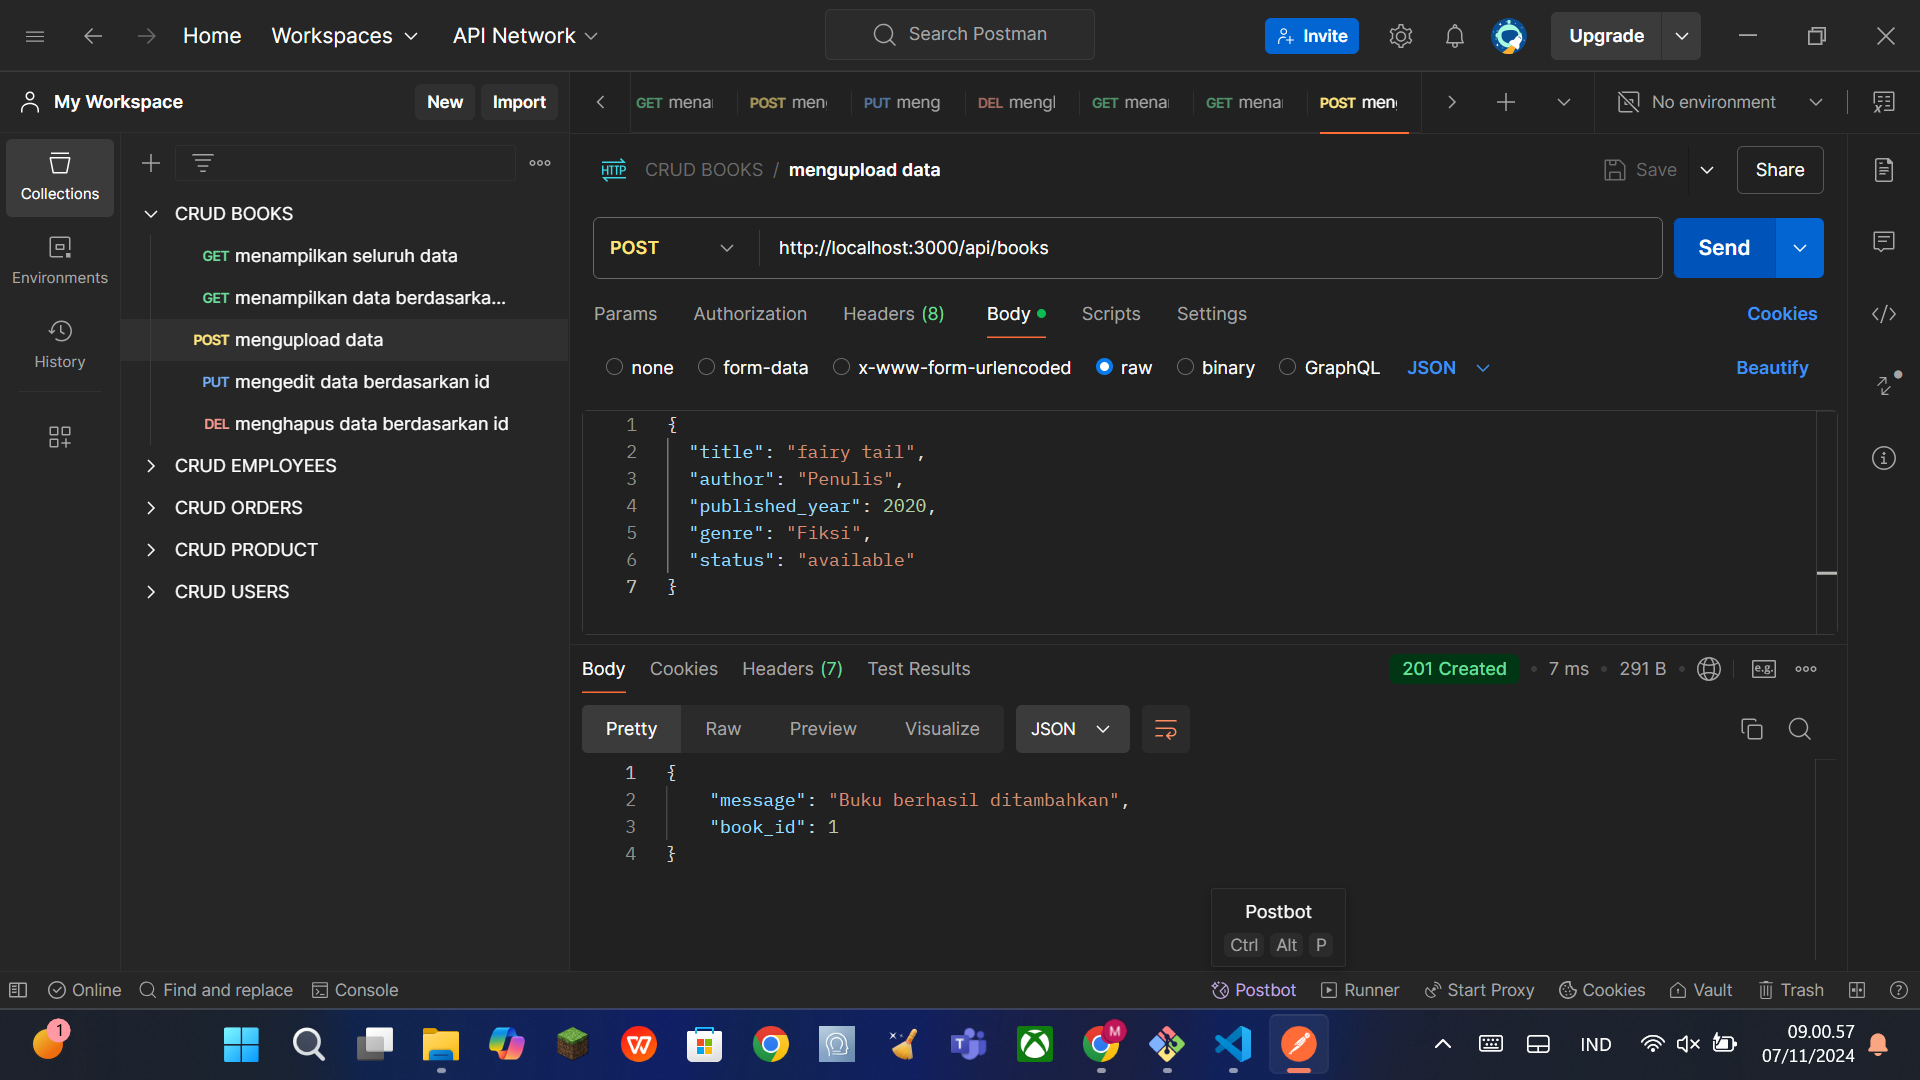 Home Workspaces API Network Search Postman Invite Upgrade
My Workspace New Import
GET menai POST men PUT meng DEL mengl GET menai GET menai POST men No environment
Collections
Environments
History
CRUD BOOKS
GET menampilkan seluruh data
GET menampilkan data berdasarka...
POST mengupload data
PUT mengedit data berdasarkan id
DEL menghapus data berdasarkan id
CRUD EMPLOYEES
CRUD ORDERS
CRUD PRODUCT
CRUD USERS
HTTP CRUD BOOKS / mengupload data Save Share
POST http://localhost:3000/api/books Send
Params Authorization Headers (8) Body Scripts Settings Cookies
none form-data x-www-form-urlencoded raw binary GraphQL JSON Beautify
1 {
2 "title": "fairy tail",
3 "author": "Penulis",
4 "published_year": 2020,
5 "genre": "Fiksi",
6 "status": "available"
7 }
Body Cookies Headers (7) Test Results 201 Created • 7 ms • 291 B e.g.
Pretty Raw Preview Visualize JSON
1 {
2 "message": "Buku berhasil ditambahkan",
3 "book_id": 1
4 }
Postbot
Ctrl Alt P
Online Find and replace Console Postbot Runner Start Proxy Cookies Vault Trash
1 M IND 09.00.57
07/11/2024